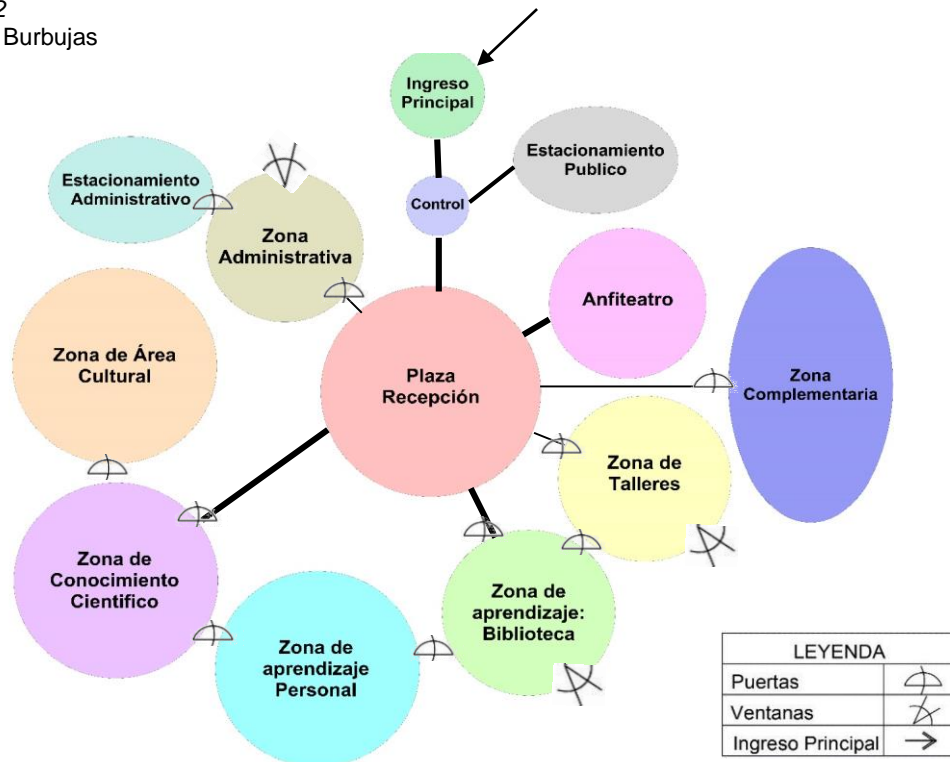 2
Burbujas
Ingreso
Principal
Estacionamiento
Publico
Estacionamiento
Administrativo
Control
Zona
Administrativa
Anfiteatro
Zona de Área
Cultural
Plaza
Recepción
Zona
Complementaria
Zona de
Talleres
Zona de
Conocimiento
Cientifico
Zona de
aprendizaje:
Biblioteca
Zona de
aprendizaje
Personal
LEYENDA
Puertas
Ventanas
Ingreso Principal